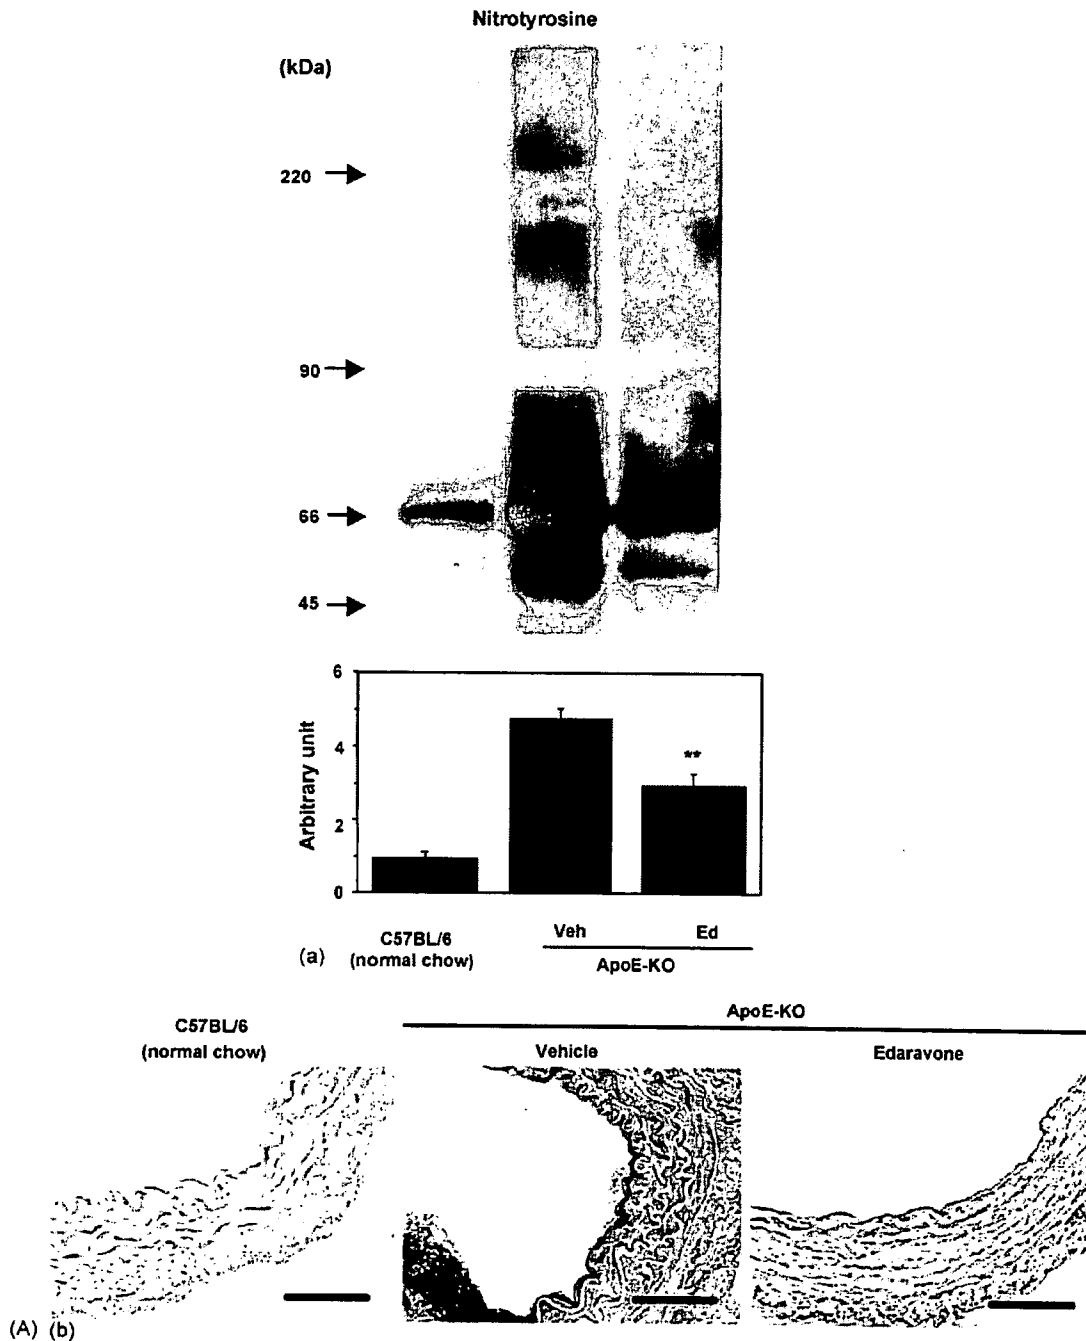 Nitrotyrosine
(kDa)
220
90
66
45
6
4
2
0
Arbitrary unit
**
C57BL/6
(normal chow)
Veh
Ed
ApoE-KO
(a)
C57BL/6
(normal chow)
ApoE-KO
Vehicle
Edaravone
(A) (b)